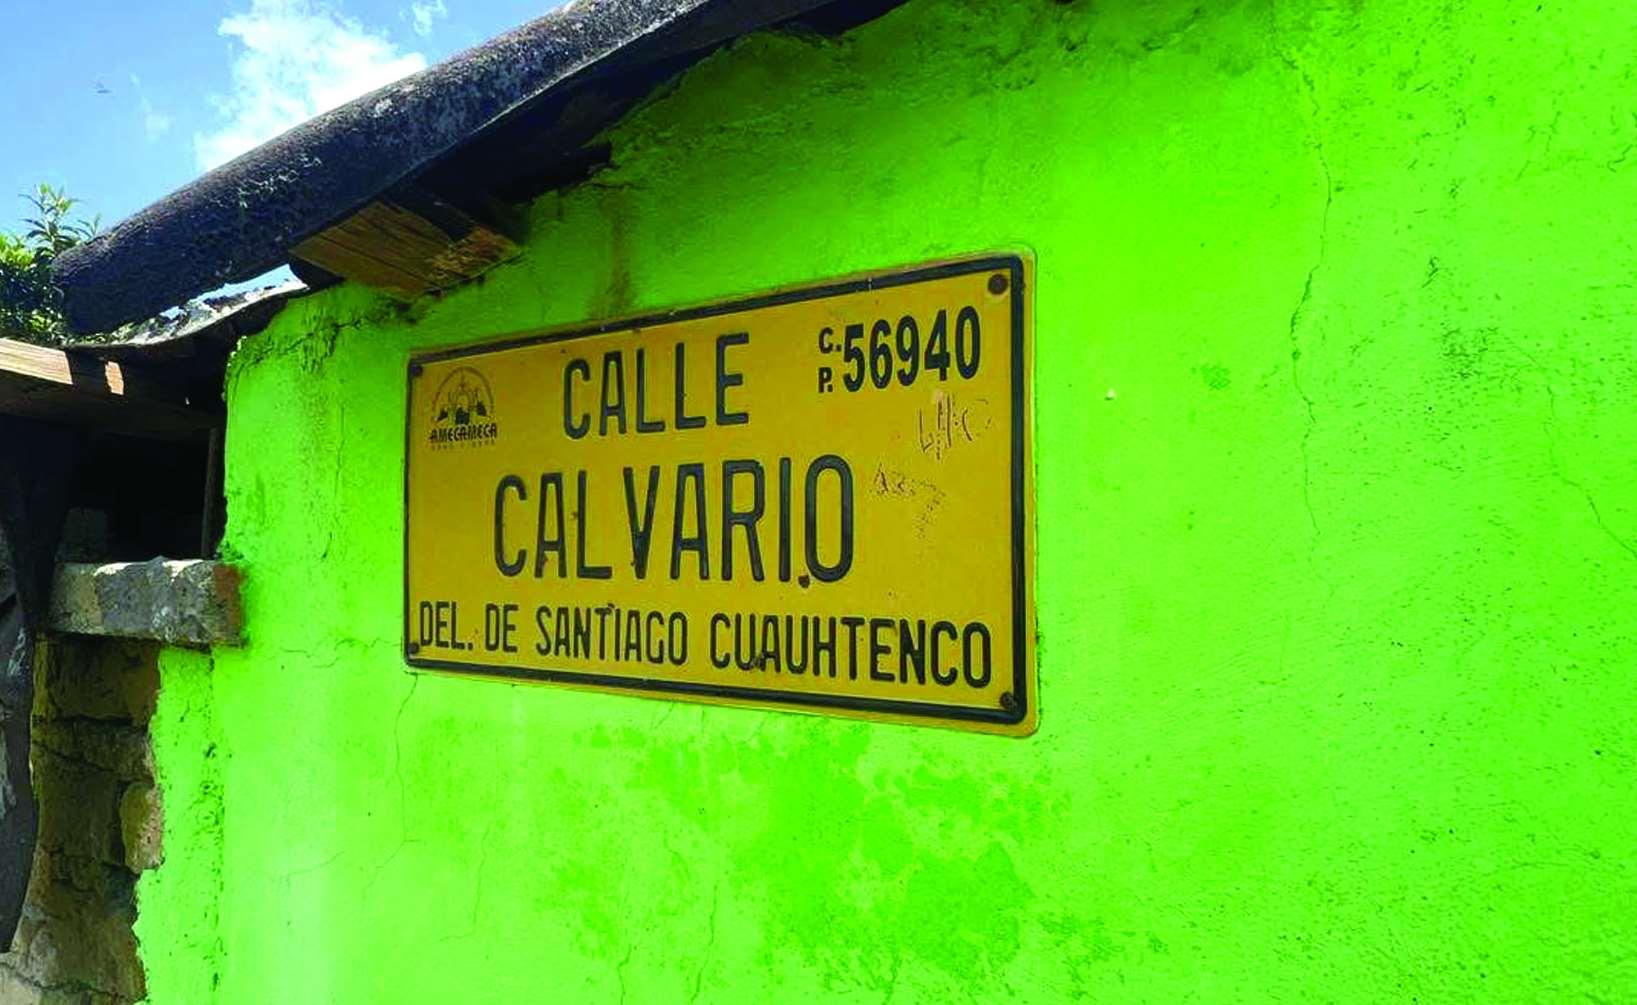 CALLE
C.P. 56940
AMECAMECA
CALVARIO
DEL. DE SANTIAGO CUAUHTENCO